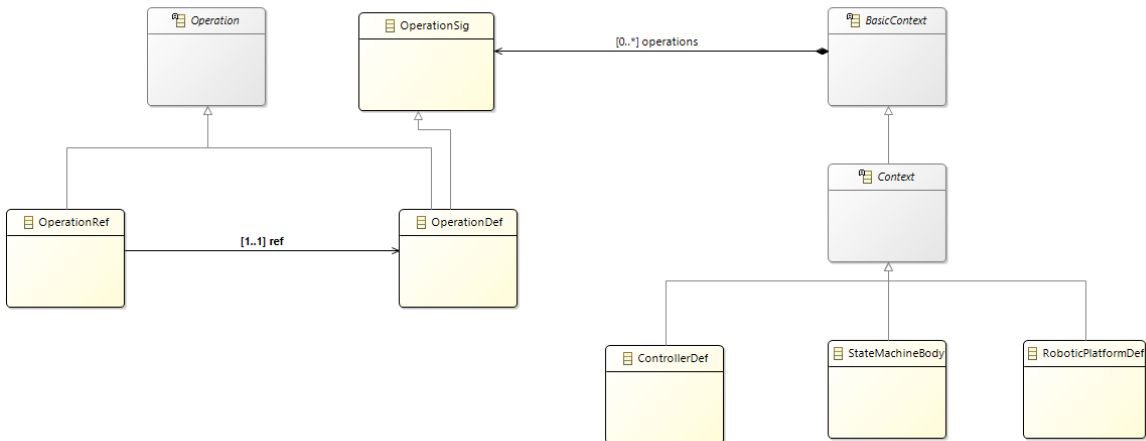 Operation
OperationSig
BasicContext
[0..*] operations
Context
OperationRef
OperationDef
[1..1] ref
ControllerDef
StateMachineBody
RoboticPlatformDef